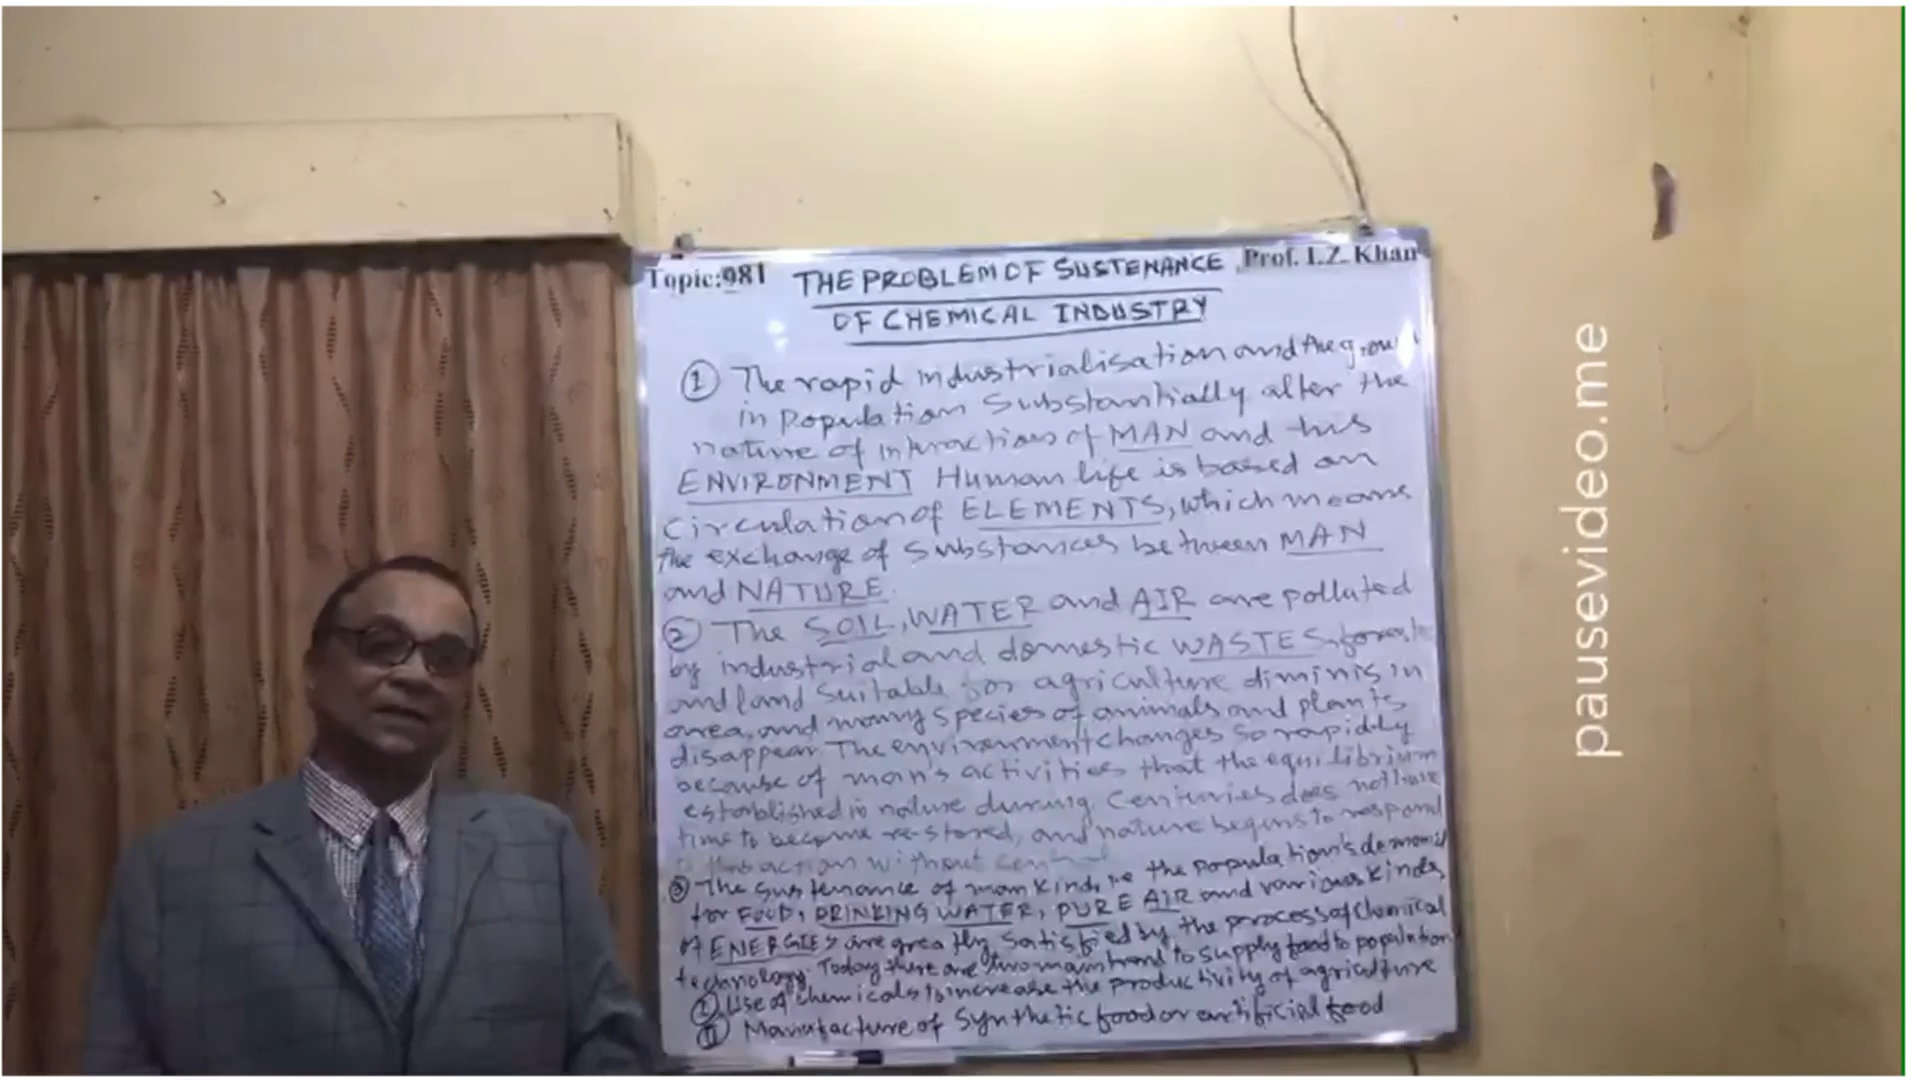 Topic:981 THE PROBLEM OF SUSTENANCE Prof. I.Z. Khan
OF CHEMICAL INDUSTRY
① The rapid industrialisation and the grow
in population substantially alter the
nature of interactions of MAN and his
ENVIRONMENT Human life is based on
circulation of ELEMENTS, which means
the exchange of substances between MAN
and NATURE.
② The SOIL, WATER and AIR are polluted
by industrial and domestic WASTES, forests
and land suitable for agriculture diminis in
area, and many species of animals and plants
disappear. The environment changes so rapidly
because of man's activities that the equilibrium
established in nature during centuries does not have
time to become re-stored, and nature begins to respond
action without
③ The sustenance of mankind, ie the population's demand
for FOOD, DRINKING WATER, PURE AIR and various kinds
of ENERGIES are greatly satisfied by the process of chemical
technology. Today there are two main trend to supply food to population
Ⓘ Use of chemicals to increase the productivity of agriculture
Ⓘⓘ Manufacture of synthetic food or artificial food
pausevideo.me